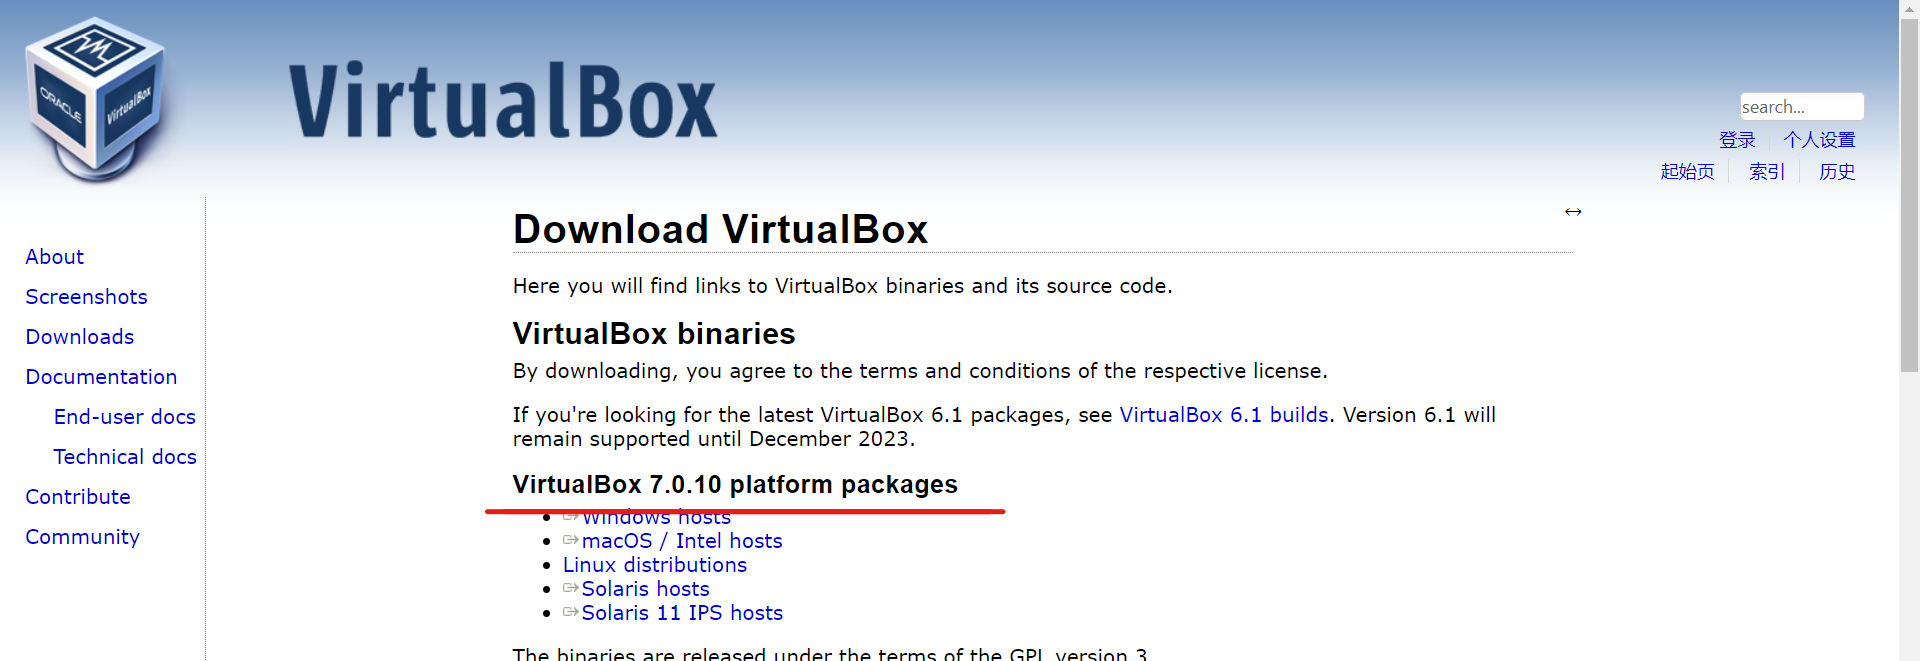 ORACLE
VirtualBox
VirtualBox
search...
登录 个人设置
起始页 索引 历史
About
Screenshots
Downloads
Documentation
End-user docs
Technical docs
Contribute
Community
Download VirtualBox
Here you will find links to VirtualBox binaries and its source code.
VirtualBox binaries
By downloading, you agree to the terms and conditions of the respective license.
If you're looking for the latest VirtualBox 6.1 packages, see VirtualBox 6.1 builds. Version 6.1 will
remain supported until December 2023.
VirtualBox 7.0.10 platform packages
Windows hosts
macOS / Intel hosts
Linux distributions
Solaris hosts
Solaris 11 IPS hosts
The binaries are released under the terms of the GPL version 3